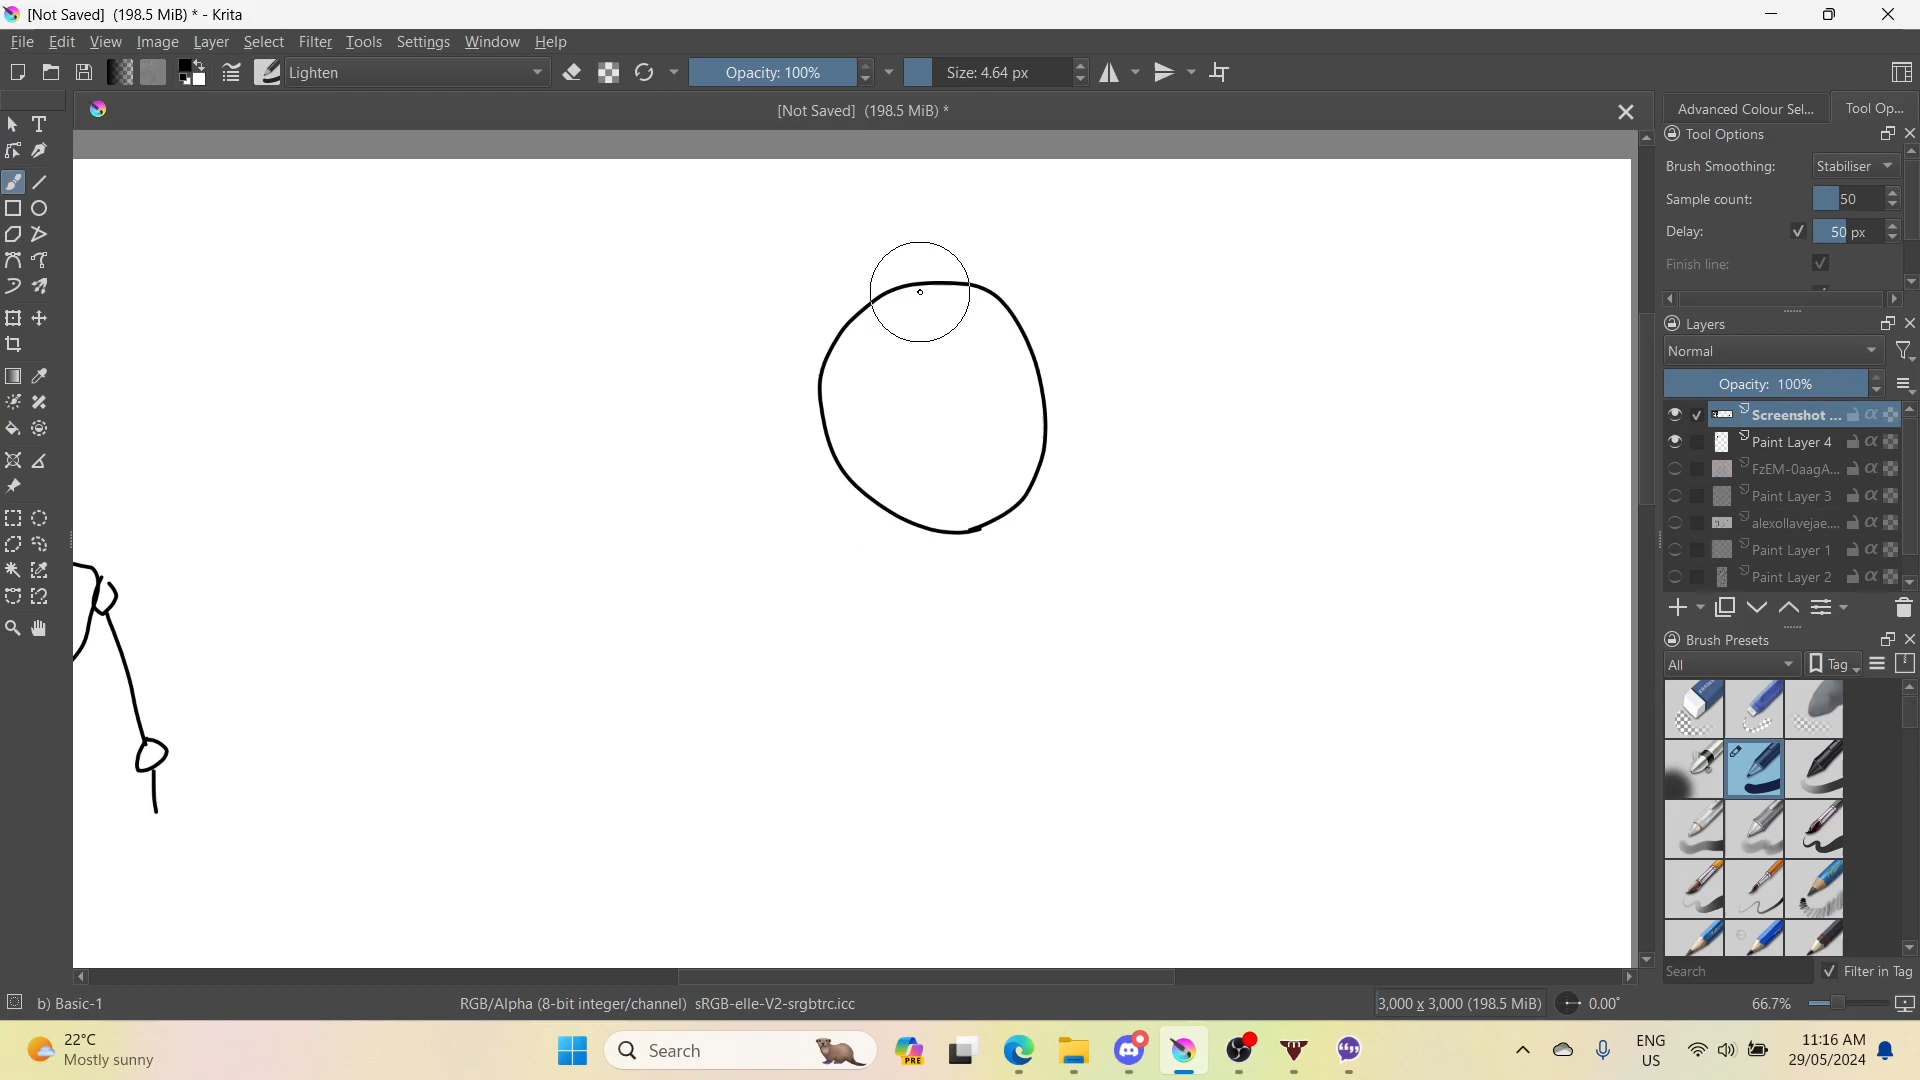 [Not Saved]  (198.5 MiB) * - Krita
File Edit View Image Layer Select Filter Tools Settings Window Help
Lighten Opacity: 100% Size: 4.64 px
[Not Saved]  (198.5 MiB) *
Advanced Colour Sel... Tool Op...
Tool Options
Brush Smoothing: Stabiliser
Sample count: 50
Delay: 50 px
Finish line:
Layers
Normal
Opacity:  100%
Screenshot ...
Paint Layer 4
FzEM-0aagA...
Paint Layer 3
alexollavejae....
Paint Layer 1
Paint Layer 2
Brush Presets
All Tag
Search Filter in Tag
b) Basic-1 RGB/Alpha (8-bit integer/channel)  sRGB-elle-V2-srgbtrc.icc 3,000 x 3,000 (198.5 MiB) 0.00° 66.7%
22°C
Mostly sunny
Search
PRE
ENG
US
11:16 AM
29/05/2024